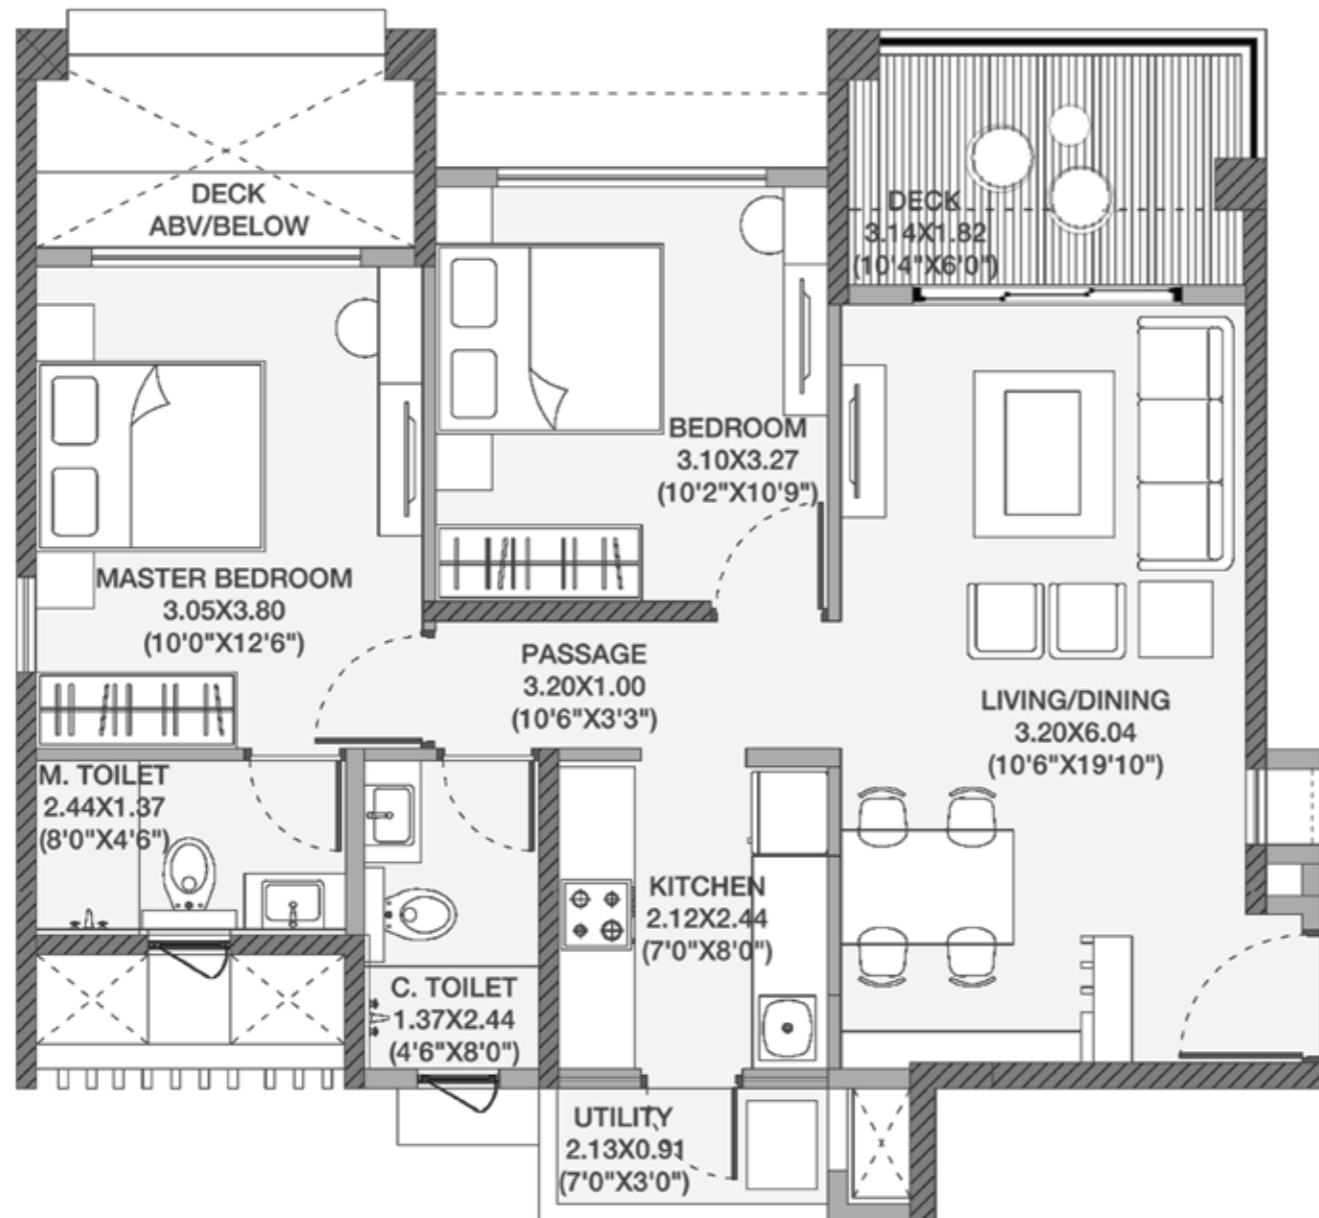 DECK
ABV/BELOW
DECK
3.14X1.82
(10'4"X6'0")
BEDROOM
3.10X3.27
(10'2"X10'9")
MASTER BEDROOM
3.05X3.80
(10'0"X12'6")
PASSAGE
3.20X1.00
(10'6"X3'3")
LIVING/DINING
3.20X6.04
(10'6"X19'10")
M. TOILET
2.44X1.37
(8'0"X4'6")
KITCHEN
2.12X2.44
(7'0"X8'0")
C. TOILET
1.37X2.44
(4'6"X8'0")
UTILITY
2.13X0.91
(7'0"X3'0")